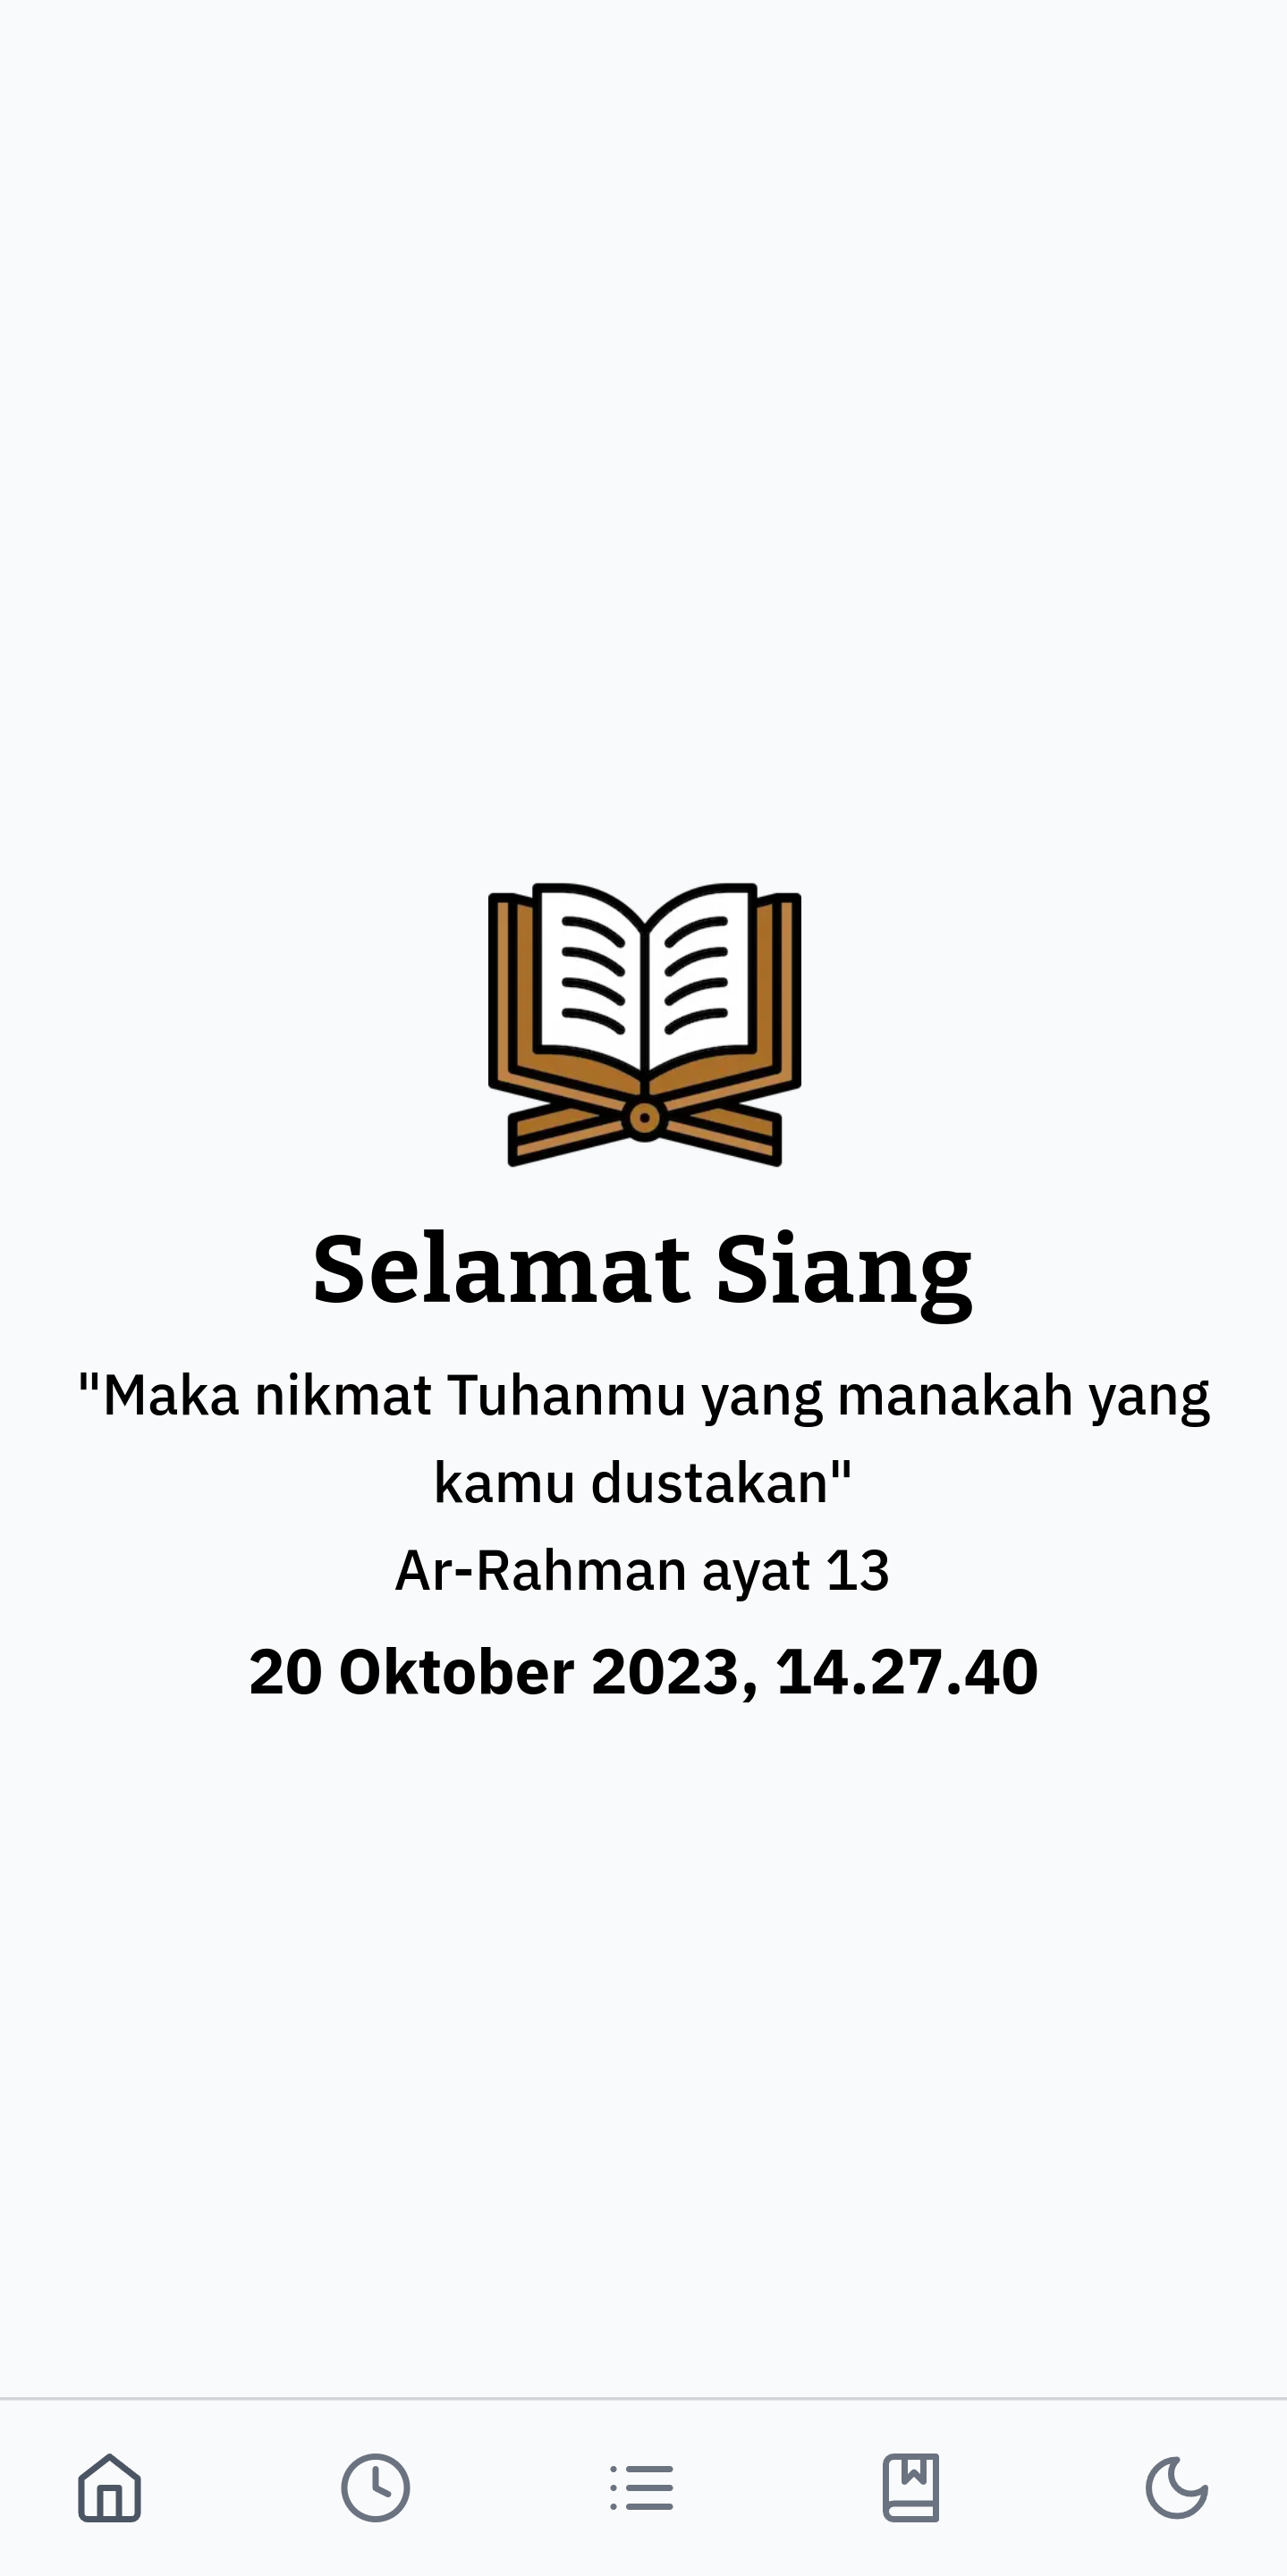 Selamat Siang
"Maka nikmat Tuhanmu yang manakah yang
kamu dustakan"
Ar-Rahman ayat 13
20 Oktober 2023, 14.27.40